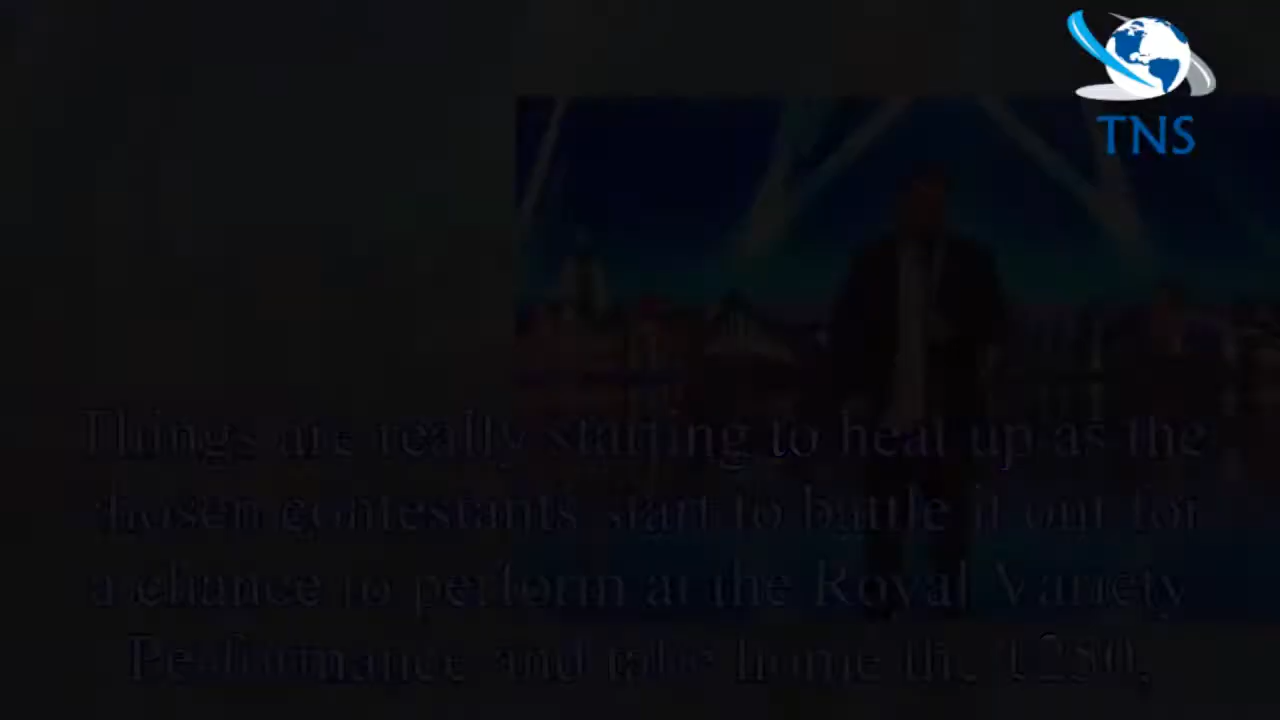 TNS
Things are really starting to heat up as the
chosen contestants start to battle it out for
a chance to perform at the Royal Variety
Performance and take home the